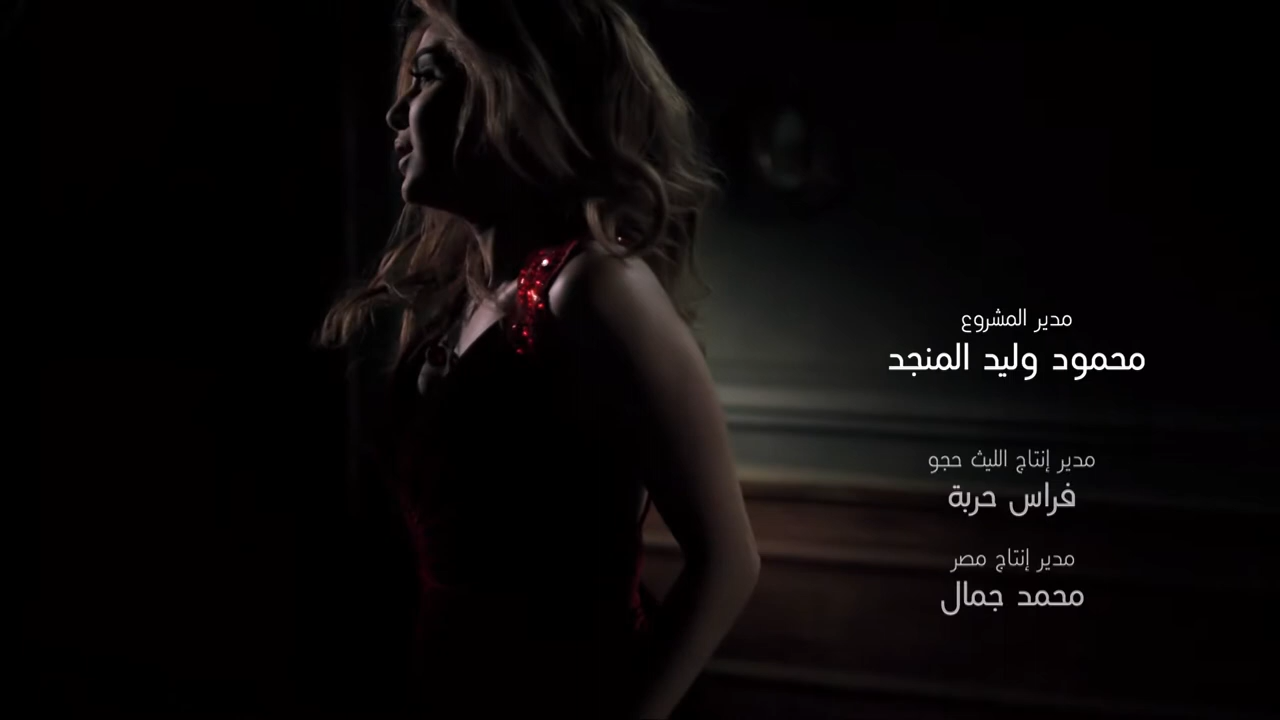 مدير المشروع
محمود وليد المنجد
مدير إنتاج الليث حجو
فراس حربة
مدير إنتاج مصر
محمد جمال